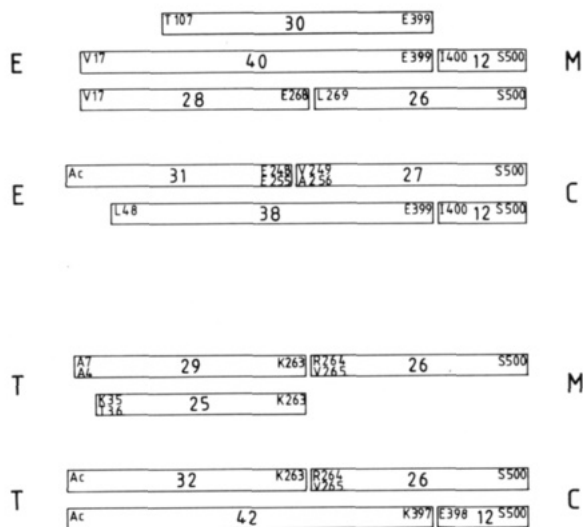 T107 30 E399
E V17 40 E399 I400 12 S500 M
V17 28 E268 L269 26 S500
Ac 31 E248 V249 27 S500
E E255 A256 C
L48 38 E399 I400 12 S500
A7 29 K263 R264 26 S500
T A4 V265 M
K35 25 K263
T36
Ac 32 K263 R264 26 S500
T V265 C
Ac 42 K397 E398 12 S500